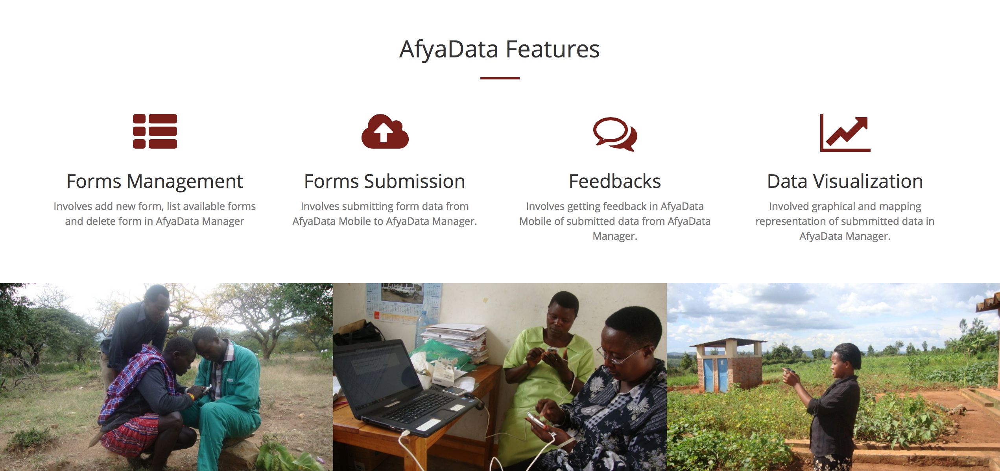 AfyaData Features
Forms Management
Involves add new form, list available forms
and delete form in AfyaData Manager
Forms Submission
Involves submitting form data from
AfyaData Mobile to AfyaData Manager.
Feedbacks
Involves getting feedback in AfyaData
Mobile of submitted data from AfyaData
Manager.
Data Visualization
Involved graphical and mapping
representation of submmitted data in
AfyaData Manager.